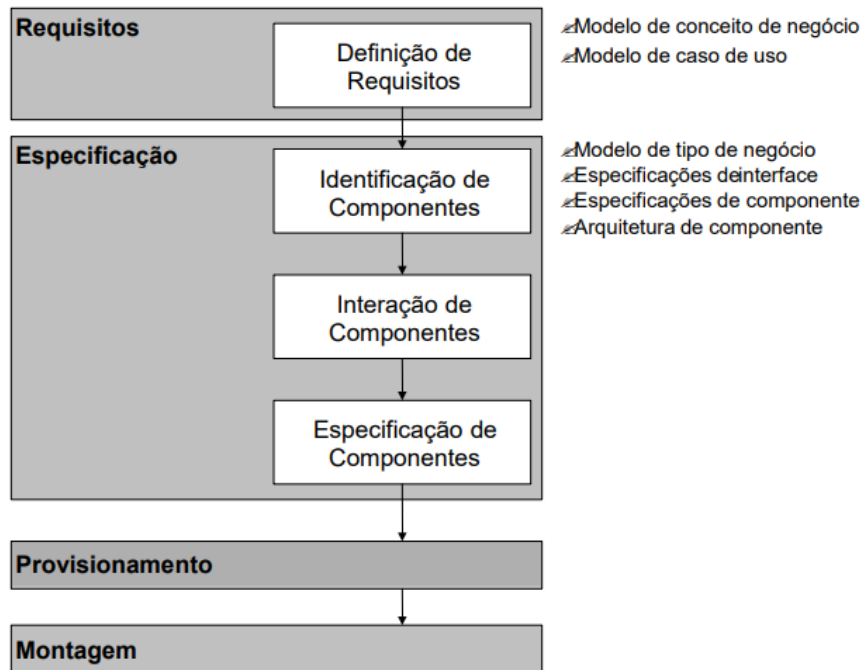 Requisitos
Definição de
Requisitos
Modelo de conceito de negócio
Modelo de caso de uso
Especificação
Identificação de
Componentes
Modelo de tipo de negócio
Especificações deinterface
Especificações de componente
Arquitetura de componente
Interação de
Componentes
Especificação de
Componentes
Provisionamento
Montagem